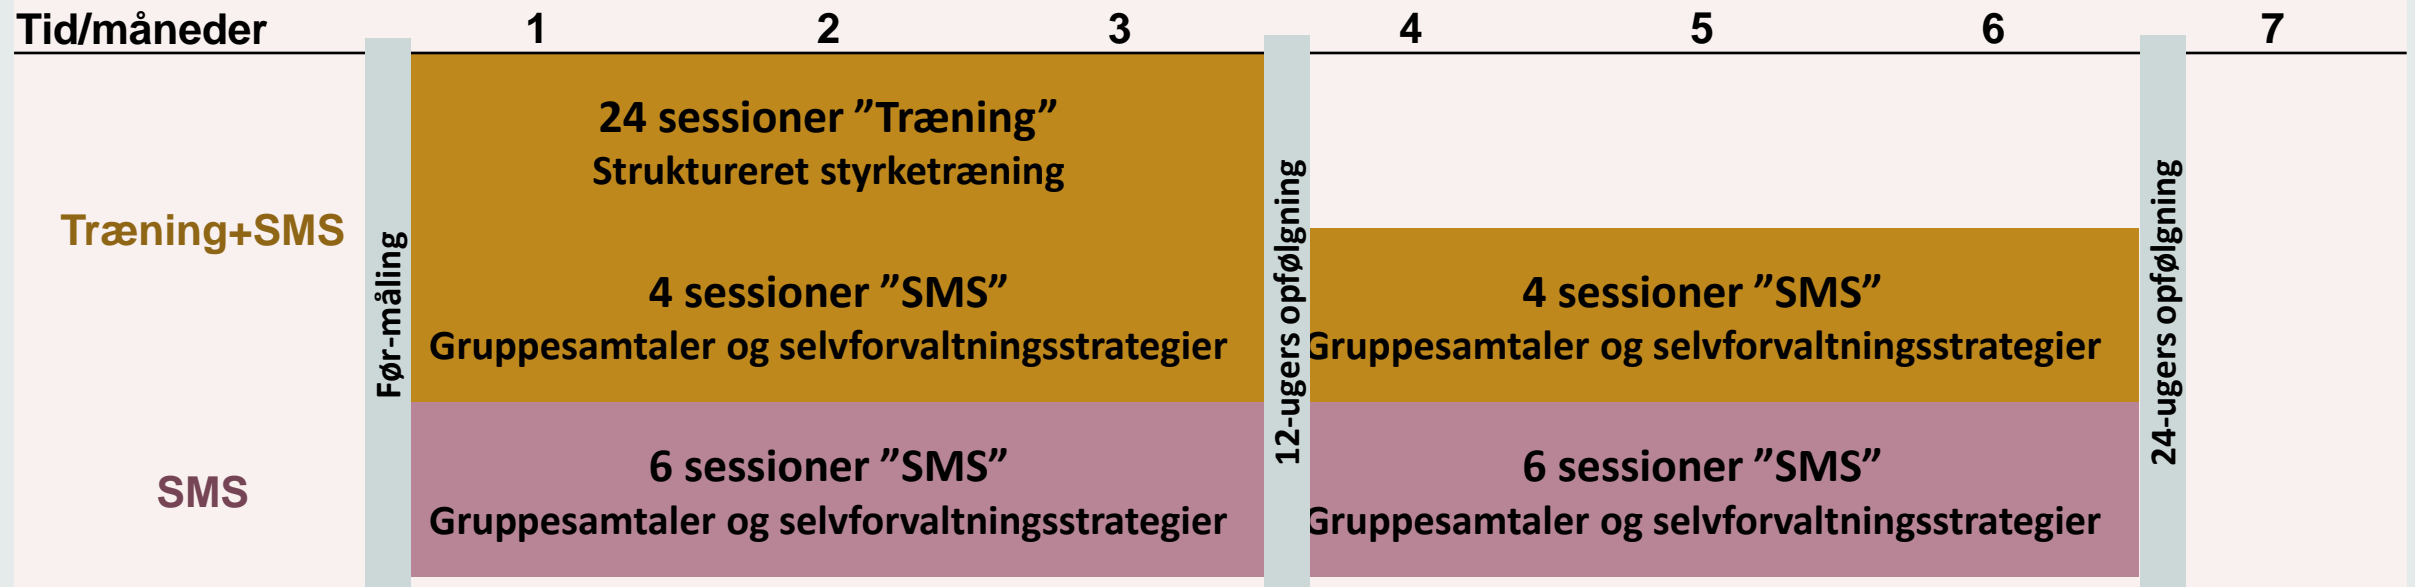 Tid/måneder 1 2 3 4 5 6 7
Træning+SMS
SMS
Før-måling
24 sessioner ”Træning”
Struktureret styrketræning
4 sessioner ”SMS”
Gruppesamtaler og selvforvaltningsstrategier
6 sessioner ”SMS”
Gruppesamtaler og selvforvaltningsstrategier
12-ugers opfølgning
4 sessioner ”SMS”
Gruppesamtaler og selvforvaltningsstrategier
6 sessioner ”SMS”
Gruppesamtaler og selvforvaltningsstrategier
24-ugers opfølgning